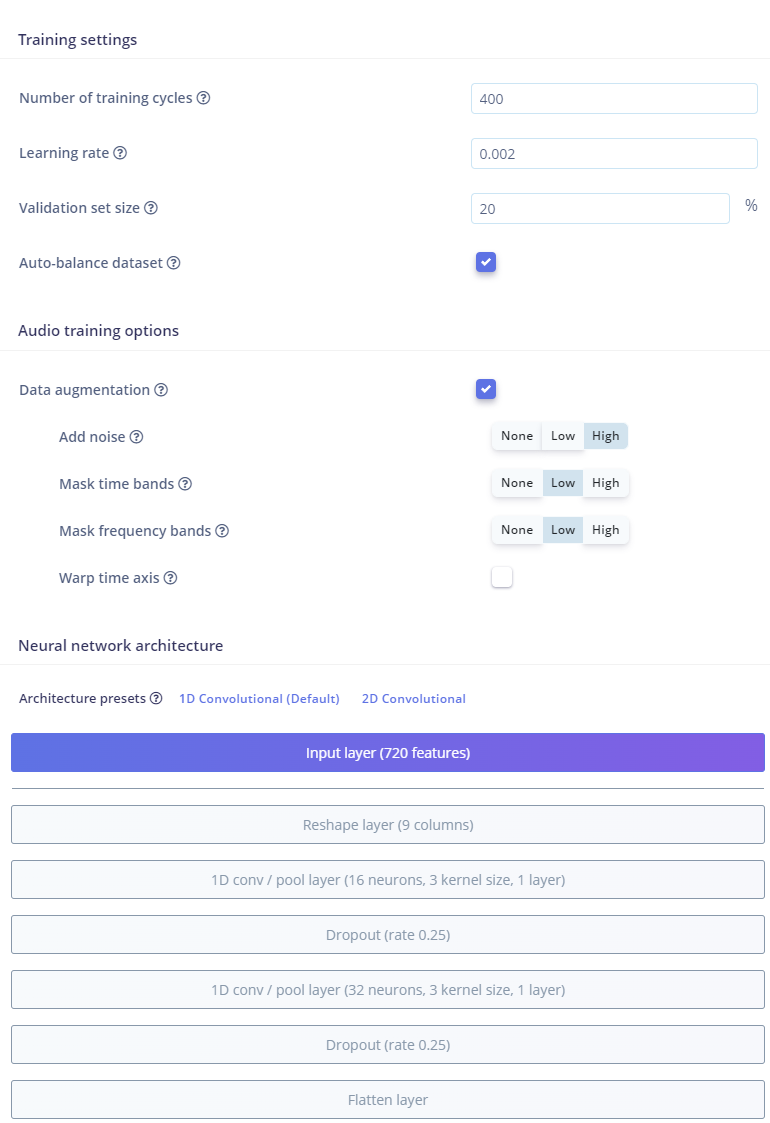 Training settings
Number of training cycles ? 400
Learning rate ? 0.002
Validation set size ? 20 %
Auto-balance dataset ?
Audio training options
Data augmentation ?
Add noise ? None Low High
Mask time bands ? None Low High
Mask frequency bands ? None Low High
Warp time axis ?
Neural network architecture
Architecture presets ? 1D Convolutional (Default) 2D Convolutional
Input layer (720 features)
Reshape layer (9 columns)
1D conv / pool layer (16 neurons, 3 kernel size, 1 layer)
Dropout (rate 0.25)
1D conv / pool layer (32 neurons, 3 kernel size, 1 layer)
Dropout (rate 0.25)
Flatten layer